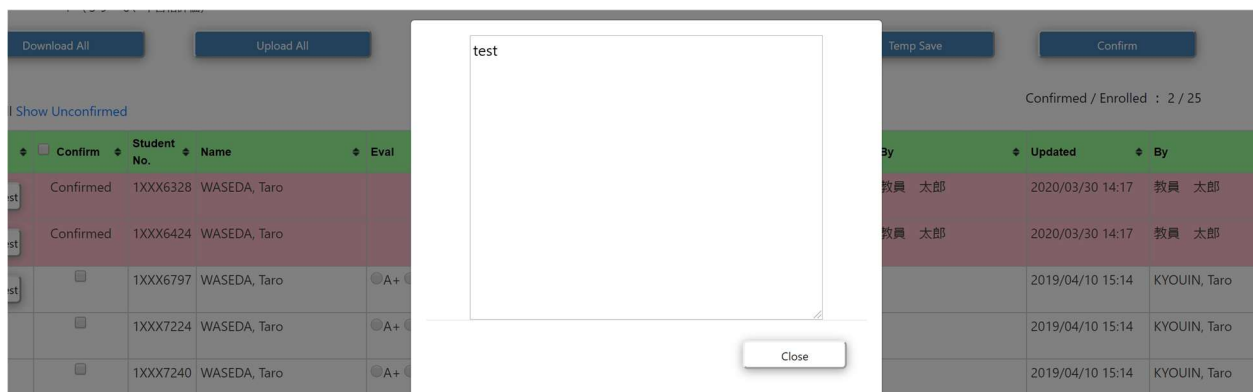 Download All Upload All Temp Save Confirm
test
Show Unconfirmed Confirmed / Enrolled : 2 / 25
Confirm Student No. Name Eval By Updated By
Confirmed 1XXX6328 WASEDA, Taro 教員 太郎 2020/03/30 14:17 教員 太郎
Confirmed 1XXX6424 WASEDA, Taro 教員 太郎 2020/03/30 14:17 教員 太郎
1XXX6797 WASEDA, Taro A+ 2019/04/10 15:14 KYOUIN, Taro
1XXX7224 WASEDA, Taro A+ 2019/04/10 15:14 KYOUIN, Taro
Close
1XXX7240 WASEDA, Taro A+ 2019/04/10 15:14 KYOUIN, Taro